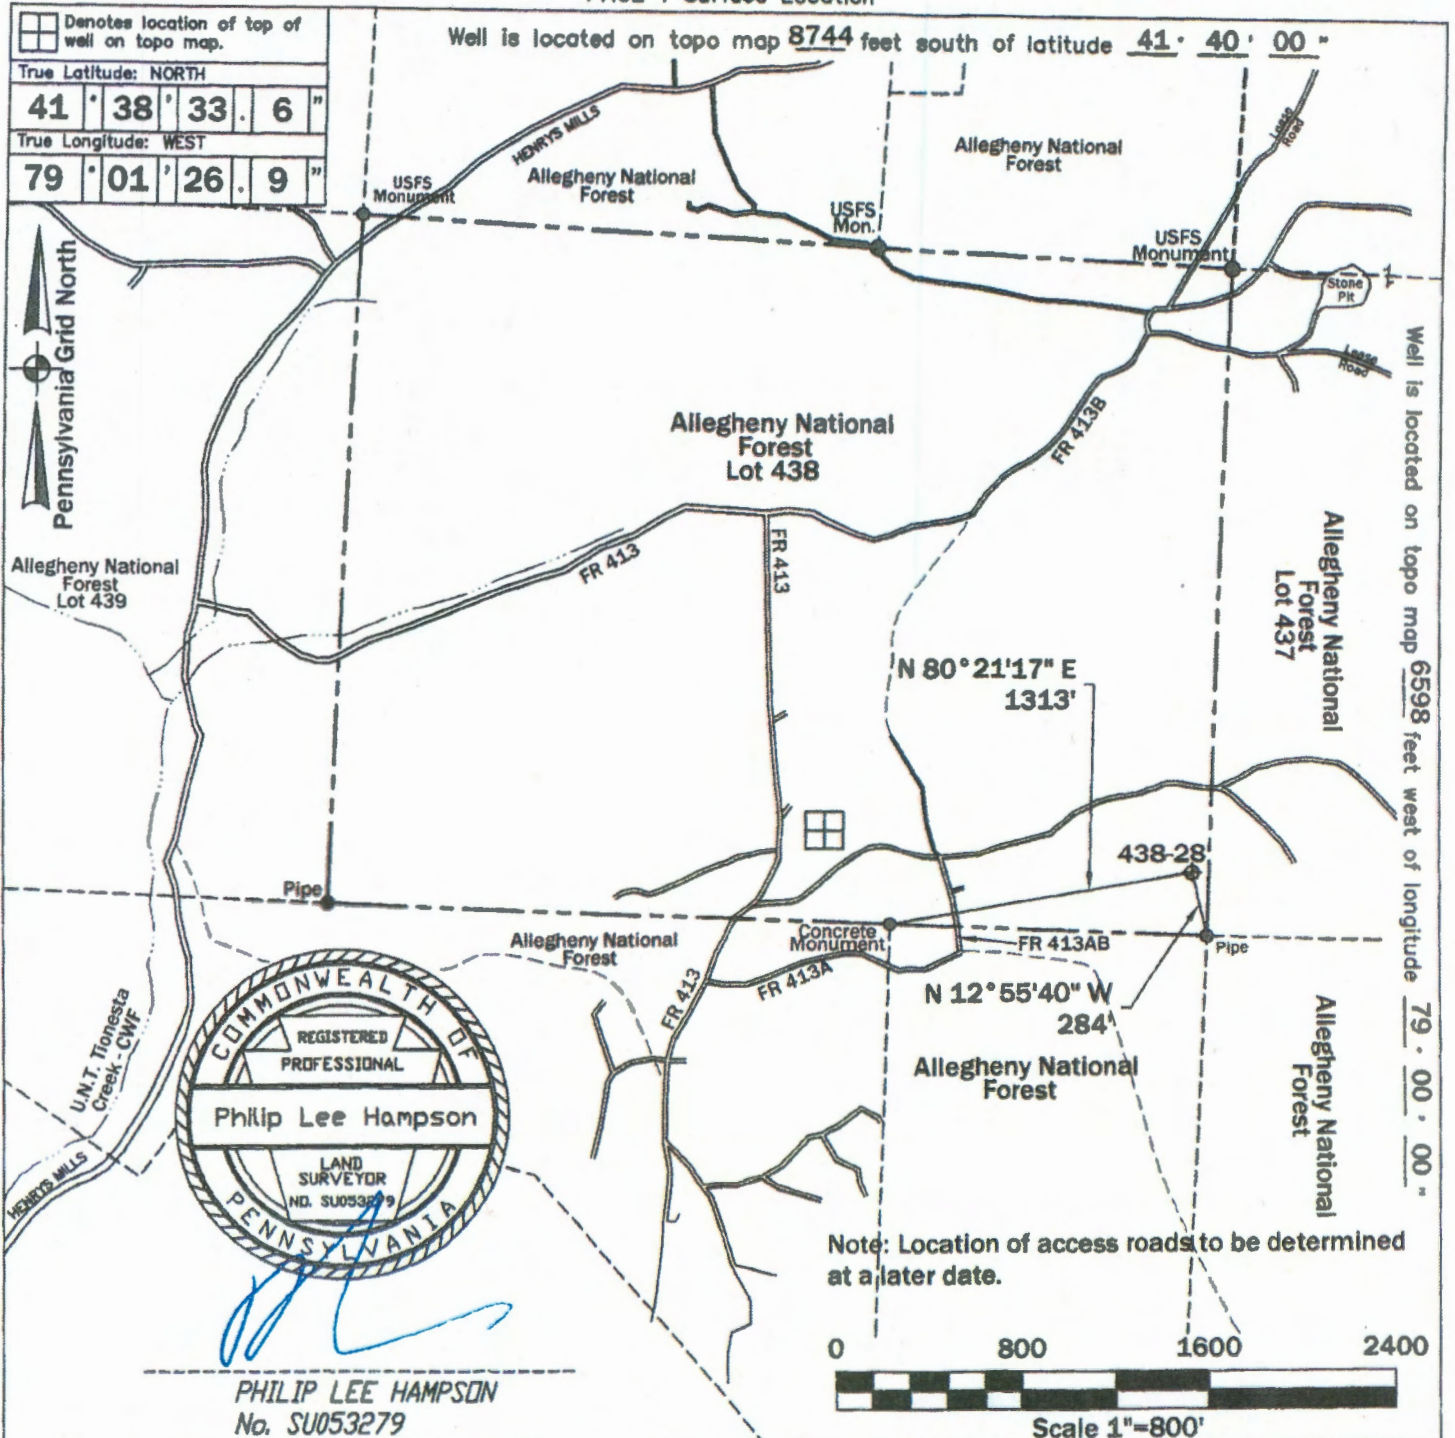 Denotes location of top of
well on topo map.
True Latitude: NORTH
41 ° 38 ' 33 . 6 "
True Longitude: WEST
79 ° 01 ' 26 . 9 "
Well is located on topo map 8744 feet south of latitude 41 ° 40 ' 00 "
HENRYS MILLS
Allegheny National
Forest
Allegheny National
Forest
Lease
Road
USFS
Monument
USFS
Mon.
USFS
Monument
Stone
Pit
Lease
Road
Pennsylvania Grid North
Well is located on topo map 6598 feet west of longitude 79 ° 00 ' 00 "
Allegheny National
Forest
Lot 438
FR 413B
Allegheny National
Forest
Lot 439
FR 413
FR 413
Allegheny National
Forest
Lot 437
N 80°21'17" E
1313'
438-28
Pipe
Concrete
Monument
FR 413AB
Pipe
Allegheny National
Forest
FR 413A
FR 413
N 12°55'40" W
284'
U.N.T. Tionesta
Creek - CWF
Allegheny National
Forest
Allegheny National
Forest
HENRYS MILLS
COMMONWEALTH OF
REGISTERED
PROFESSIONAL
Philip Lee Hampson
LAND
SURVEYOR
NO. SU053279
PENNSYLVANIA
Note: Location of access roads to be determined
at a later date.
PHILIP LEE HAMPSON
No. SU053279
0 800 1600 2400
Scale 1"=800'